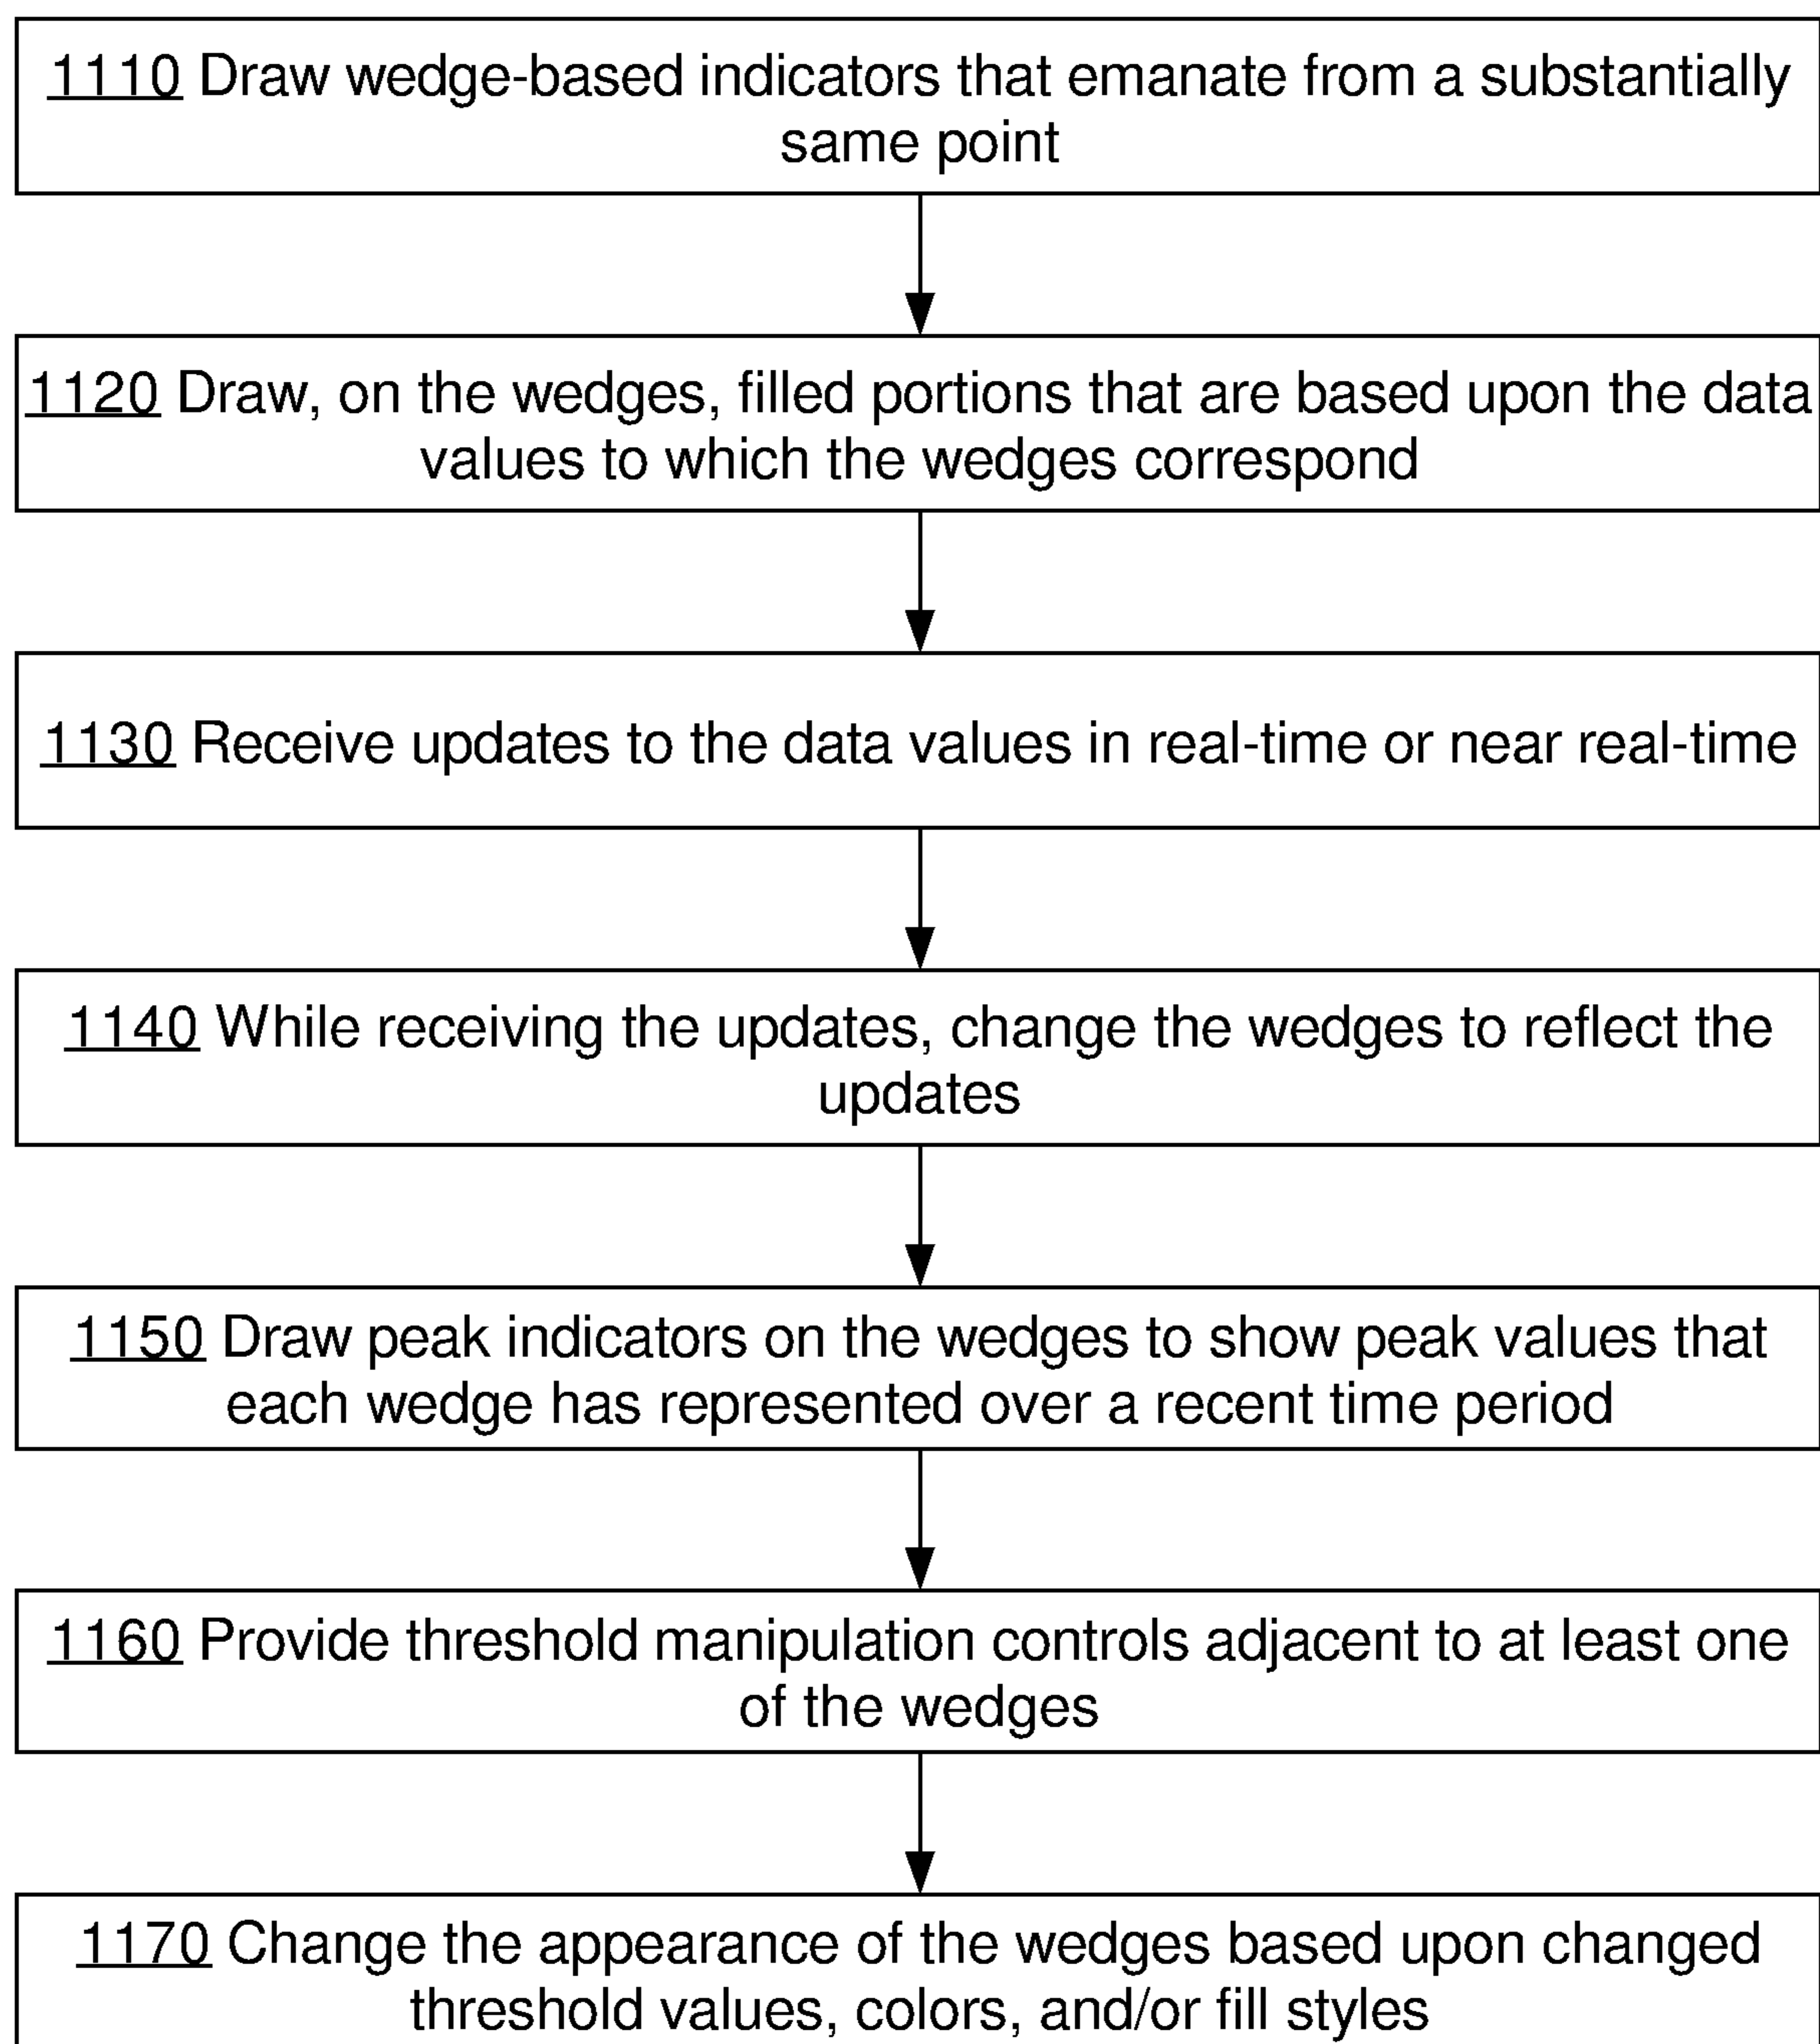 1110 Draw wedge-based indicators that emanate from a substantially
same point
1120 Draw, on the wedges, filled portions that are based upon the data
values to which the wedges correspond
1130 Receive updates to the data values in real-time or near real-time
1140 While receiving the updates, change the wedges to reflect the
updates
1150 Draw peak indicators on the wedges to show peak values that
each wedge has represented over a recent time period
1160 Provide threshold manipulation controls adjacent to at least one
of the wedges
1170 Change the appearance of the wedges based upon changed
threshold values, colors, and/or fill styles